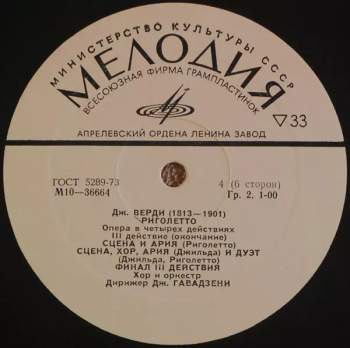 МИНИСТЕРСТВО КУЛЬТУРЫ СССР
МЕЛОДИЯ
ВСЕСОЮЗНАЯ ФИРМА ГРАМПЛАСТИНОК
АПРЕЛЕВСКИЙ ОРДЕНА ЛЕНИНА ЗАВОД
▽33
ГОСТ 5289-73
М10—36664
4 (6 сторон)
Гр. 2. 1-00
Дж. ВЕРДИ (1813—1901)
РИГОЛЕТТО
Опера в четырех действиях
III действие (окончание)
СЦЕНА И АРИЯ (Риголетто)
СЦЕНА, ХОР, АРИЯ (Джильда) И ДУЭТ
(Джильда, Риголетто)
ФИНАЛ III ДЕЙСТВИЯ
Хор и оркестр
Дирижер Дж. ГАВАДЗЕНИ